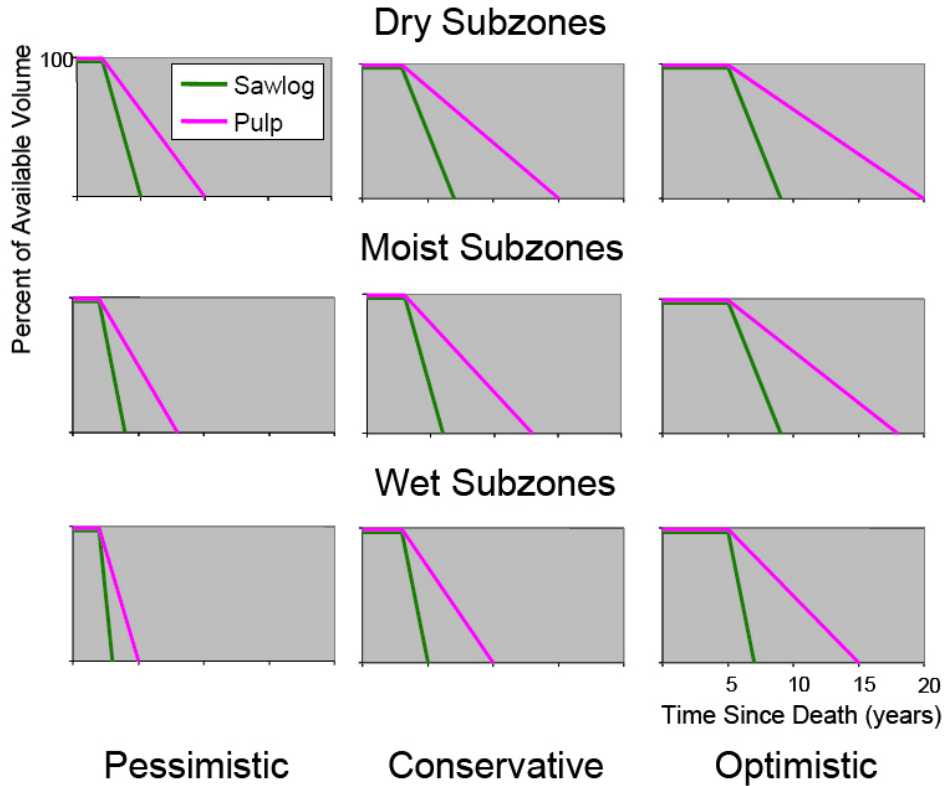 Dry Subzones
Percent of Available Volume
100
Sawlog
Pulp
Moist Subzones
Wet Subzones
5 10 15 20
Time Since Death (years)
Pessimistic Conservative Optimistic